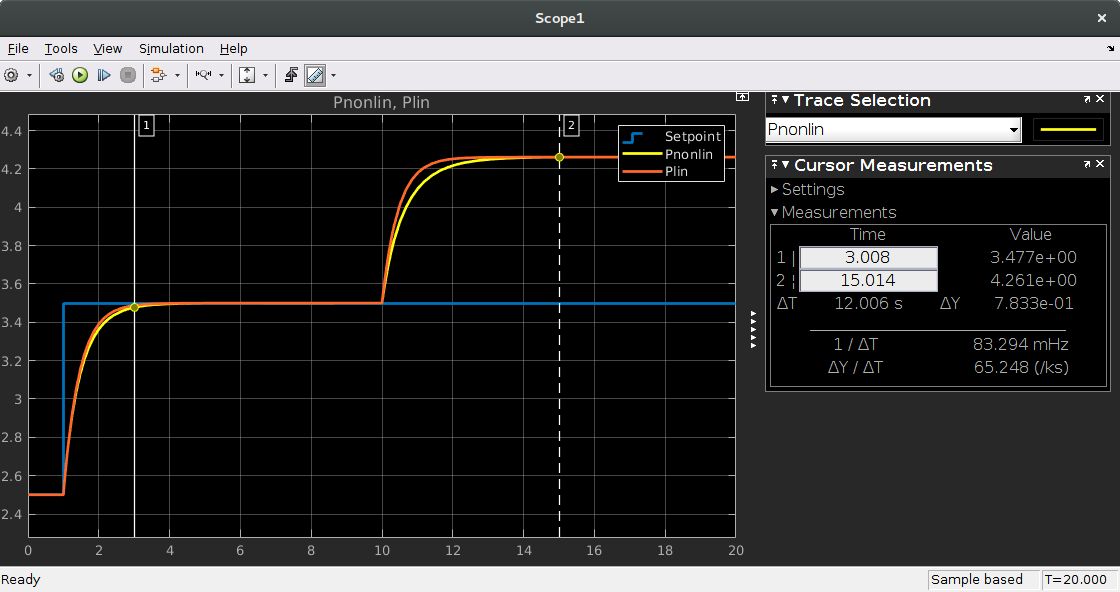 Scope1
File Tools View Simulation Help
Pnonlin, Plin
4.4
4.2
4
3.8
3.6
3.4
3.2
3
2.8
2.6
2.4
0 2 4 6 8 10 12 14 16 18 20
1
2
Setpoint
Pnonlin
Plin
Trace Selection
Pnonlin
Cursor Measurements
Settings
Measurements
Time Value
1 | 3.008 3.477e+00
2 ¦ 15.014 4.261e+00
ΔT 12.006 s ΔY 7.833e-01
1 / ΔT 83.294 mHz
ΔY / ΔT 65.248 (/ks)
Ready Sample based T=20.000